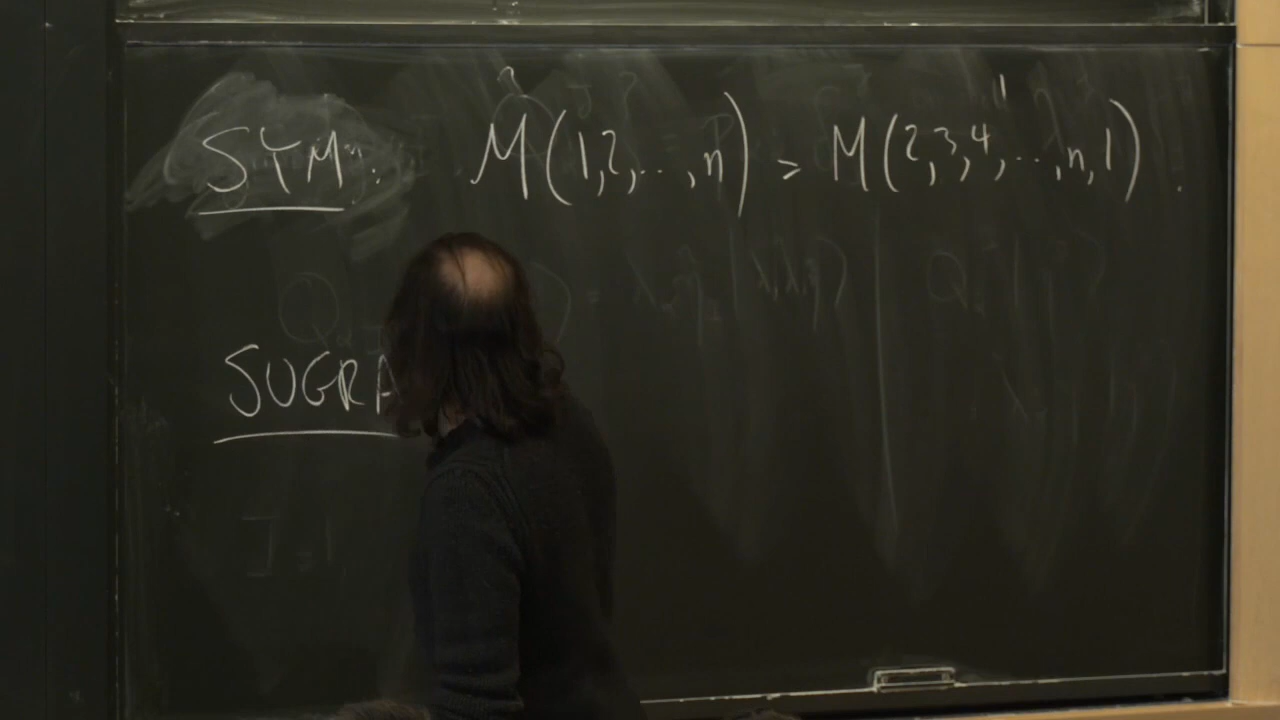 SYM: M(1,2,...,n) = M(2,3,4,...,n,1).
SUGRA